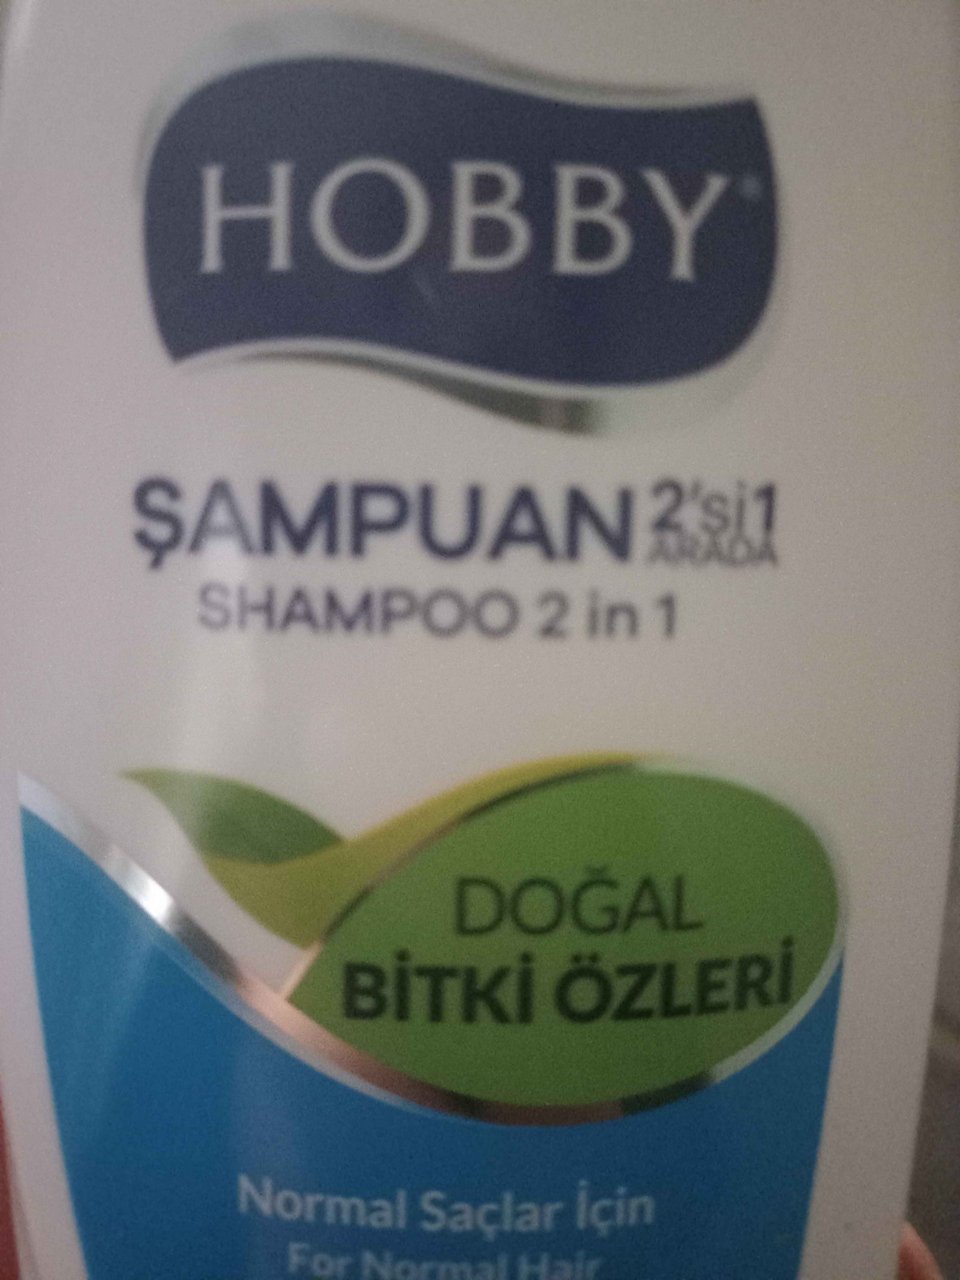 HOBBY
ŞAMPUAN 2'si 1
ARADA
SHAMPOO 2 in 1
DOĞAL
BİTKİ ÖZLERİ
Normal Saçlar İçin
For Normal Hair